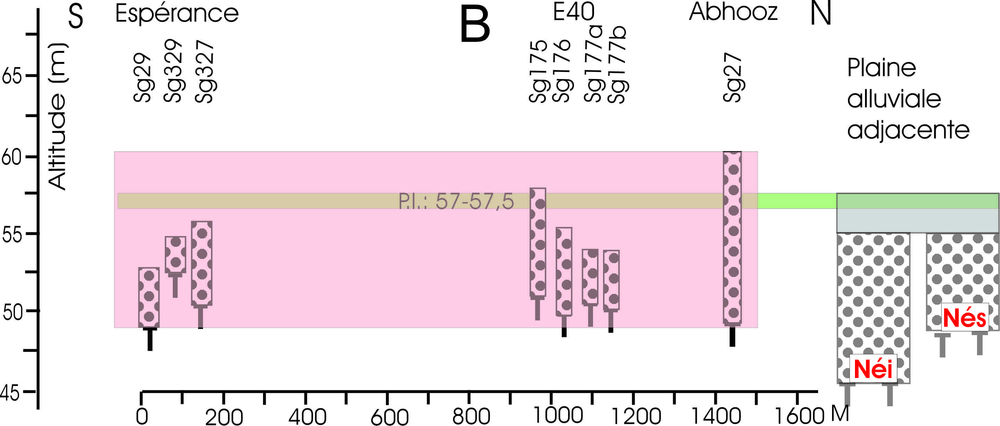 S
Espérance
B
E40
Abhooz
N
Altitude (m)
Sg29
Sg329
Sg327
Sg175
Sg176
Sg177a
Sg177b
Sg27
Plaine
alluviale
adjacente
65
60
55
50
45
P.I.: 57-57,5
Nés
Néi
0 200 400 600 800 1000 1200 1400 1600 M